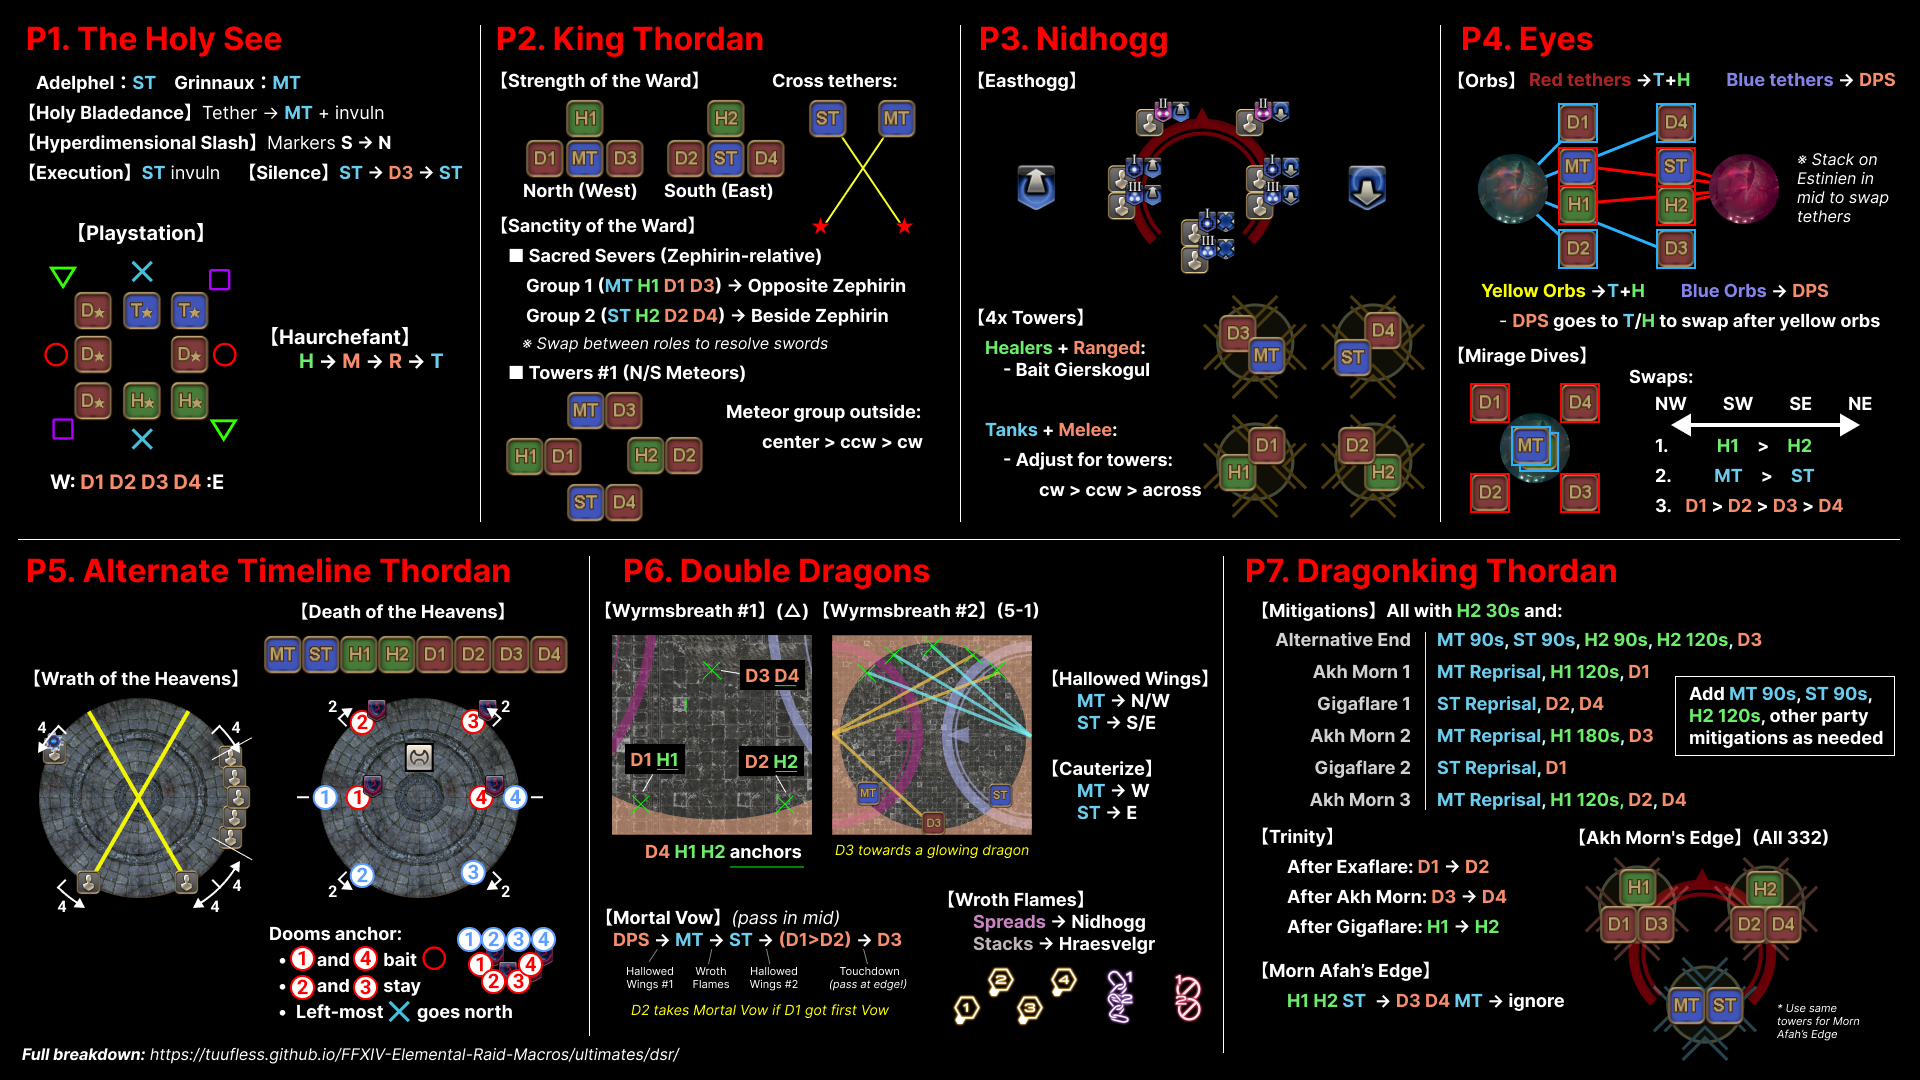 P1. The Holy See
Adelphel : ST Grinnaux : MT
【Holy Bladedance】Tether → MT + invuln
【Hyperdimensional Slash】Markers S → N
【Execution】ST invuln 【Silence】ST → D3 → ST
【Playstation】
D★ T★ T★
D★ D★
D★ H★ H★
W: D1 D2 D3 D4 :E
【Haurchefant】
H → M → R → T
P2. King Thordan
【Strength of the Ward】 Cross tethers:
H1 H2 ST MT
D1 MT D3 D2 ST D4
North (West) South (East)
【Sanctity of the Ward】
■ Sacred Severs (Zephirin-relative)
Group 1 (MT H1 D1 D3) → Opposite Zephirin
Group 2 (ST H2 D2 D4) → Beside Zephirin
※ Swap between roles to resolve swords
■ Towers #1 (N/S Meteors)
MT D3
H1 D1 H2 D2
ST D4
Meteor group outside:
center > ccw > cw
P3. Nidhogg
【Easthogg】
II II
I I
III III
I
III
【4x Towers】
Healers + Ranged:
- Bait Gierskogul
Tanks + Melee:
- Adjust for towers:
cw > ccw > across
D3 D4
MT ST
D1 D2
H1 H2
P4. Eyes
【Orbs】 Red tethers →T+H Blue tethers → DPS
D1 D4
MT ST
H1 H2
D2 D3
※ Stack on
Estinien in
mid to swap
tethers
Yellow Orbs →T+H Blue Orbs → DPS
- DPS goes to T/H to swap after yellow orbs
【Mirage Dives】
D1 D4
MT
D2 D3
Swaps:
NW SW SE NE
1. H1 > H2
2. MT > ST
3. D1 > D2 > D3 > D4
P5. Alternate Timeline Thordan
【Death of the Heavens】
MT ST H1 H2 D1 D2 D3 D4
【Wrath of the Heavens】
4 4
4 4
2 2 3 2
1 1 4 4
2 2 3 2
Dooms anchor:
• 1 and 4 bait
• 2 and 3 stay
• Left-most goes north
1 2 3 4
1 4
2 3
P6. Double Dragons
【Wyrmsbreath #1】(△) 【Wyrmsbreath #2】(5-1)
D3 D4
D1 H1 D2 H2
D4 H1 H2 anchors
MT ST
D3
D3 towards a glowing dragon
【Hallowed Wings】
MT → N/W
ST → S/E
【Cauterize】
MT → W
ST → E
【Mortal Vow】(pass in mid)
DPS → MT → ST → (D1>D2) → D3
Hallowed Wroth Hallowed Touchdown
Wings #1 Flames Wings #2 (pass at edge!)
D2 takes Mortal Vow if D1 got first Vow
【Wroth Flames】
Spreads → Nidhogg
Stacks → Hraesvelgr
1 2 3 4 1 1
P7. Dragonking Thordan
【Mitigations】All with H2 30s and:
Alternative End MT 90s, ST 90s, H2 90s, H2 120s, D3
Akh Morn 1 MT Reprisal, H1 120s, D1
Gigaflare 1 ST Reprisal, D2, D4
Akh Morn 2 MT Reprisal, H1 180s, D3
Gigaflare 2 ST Reprisal, D1
Akh Morn 3 MT Reprisal, H1 120s, D2, D4
Add MT 90s, ST 90s,
H2 120s, other party
mitigations as needed
【Trinity】
After Exaflare: D1 → D2
After Akh Morn: D3 → D4
After Gigaflare: H1 → H2
【Morn Afah's Edge】
H1 H2 ST → D3 D4 MT → ignore
【Akh Morn's Edge】(All 332)
H1 H2
D1 D3 D2 D4
MT ST
* Use same
towers for Morn
Afah's Edge
Full breakdown: https://tuufless.github.io/FFXIV-Elemental-Raid-Macros/ultimates/dsr/